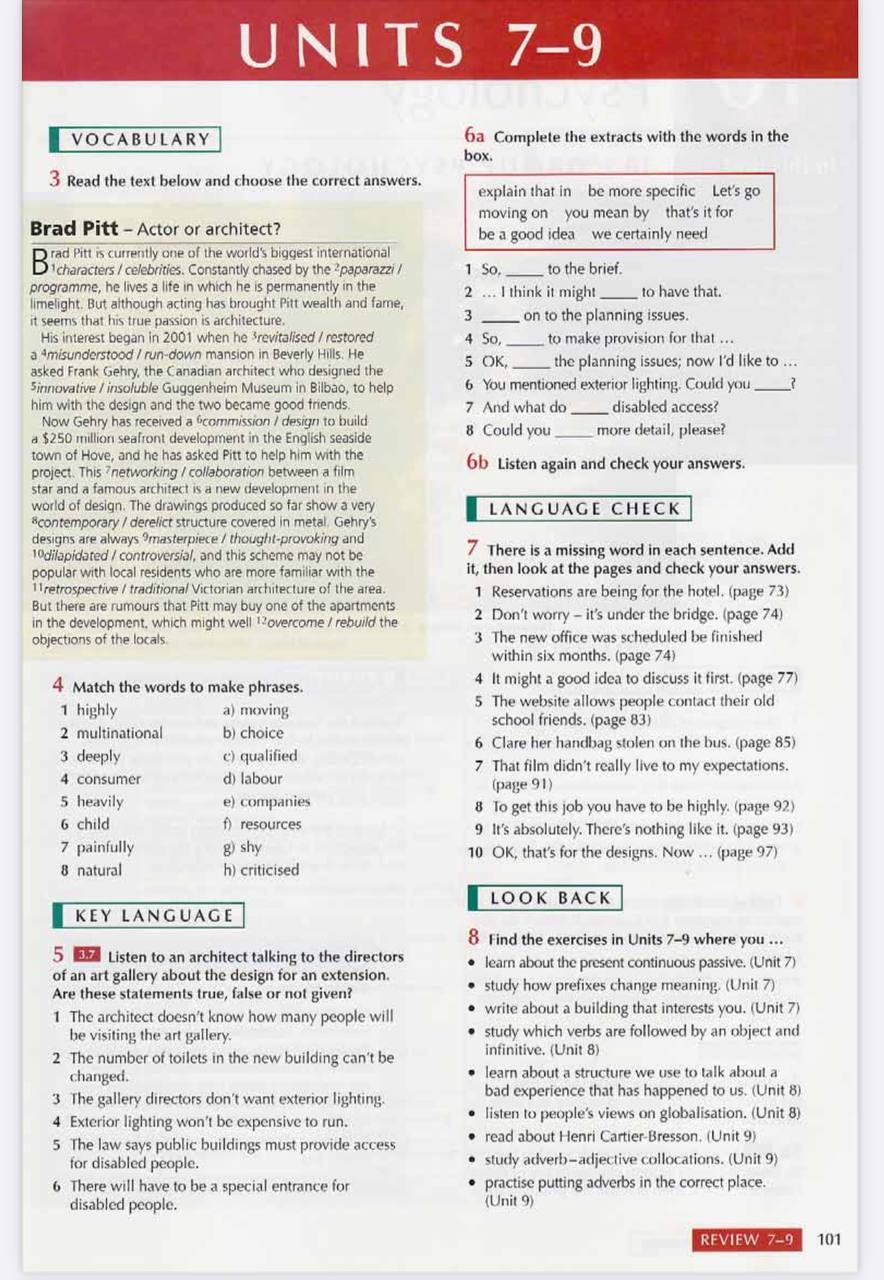 UNITS 7–9
VOCABULARY
3 Read the text below and choose the correct answers.
Brad Pitt – Actor or architect?
Brad Pitt is currently one of the world's biggest international
1characters / celebrities. Constantly chased by the 2paparazzi /
programme, he lives a life in which he is permanently in the
limelight. But although acting has brought Pitt wealth and fame,
it seems that his true passion is architecture.
His interest began in 2001 when he 3revitalised / restored
a 4misunderstood / run-down mansion in Beverly Hills. He
asked Frank Gehry, the Canadian architect who designed the
5innovative / insoluble Guggenheim Museum in Bilbao, to help
him with the design and the two became good friends.
Now Gehry has received a 6commission / design to build
a $250 million seafront development in the English seaside
town of Hove, and he has asked Pitt to help him with the
project. This 7networking / collaboration between a film
star and a famous architect is a new development in the
world of design. The drawings produced so far show a very
8contemporary / derelict structure covered in metal. Gehry's
designs are always 9masterpiece / thought-provoking and
10dilapidated / controversial, and this scheme may not be
popular with local residents who are more familiar with the
11retrospective / traditional Victorian architecture of the area.
But there are rumours that Pitt may buy one of the apartments
in the development, which might well 12overcome / rebuild the
objections of the locals.
4 Match the words to make phrases.
1 highly a) moving
2 multinational b) choice
3 deeply c) qualified
4 consumer d) labour
5 heavily e) companies
6 child f) resources
7 painfully g) shy
8 natural h) criticised
KEY LANGUAGE
5 3.7 Listen to an architect talking to the directors
of an art gallery about the design for an extension.
Are these statements true, false or not given?
1 The architect doesn't know how many people will
be visiting the art gallery.
2 The number of toilets in the new building can't be
changed.
3 The gallery directors don't want exterior lighting.
4 Exterior lighting won't be expensive to run.
5 The law says public buildings must provide access
for disabled people.
6 There will have to be a special entrance for
disabled people.
6a Complete the extracts with the words in the
box.
explain that in be more specific Let's go
moving on you mean by that's it for
be a good idea we certainly need
1 So, ____ to the brief.
2 ... I think it might ____ to have that.
3 ____ on to the planning issues.
4 So, ____ to make provision for that ...
5 OK, ____ the planning issues; now I'd like to ...
6 You mentioned exterior lighting. Could you ____?
7 And what do ____ disabled access?
8 Could you ____ more detail, please?
6b Listen again and check your answers.
LANGUAGE CHECK
7 There is a missing word in each sentence. Add
it, then look at the pages and check your answers.
1 Reservations are being for the hotel. (page 73)
2 Don't worry – it's under the bridge. (page 74)
3 The new office was scheduled be finished
within six months. (page 74)
4 It might a good idea to discuss it first. (page 77)
5 The website allows people contact their old
school friends. (page 83)
6 Clare her handbag stolen on the bus. (page 85)
7 That film didn't really live to my expectations.
(page 91)
8 To get this job you have to be highly. (page 92)
9 It's absolutely. There's nothing like it. (page 93)
10 OK, that's for the designs. Now ... (page 97)
LOOK BACK
8 Find the exercises in Units 7–9 where you ...
• learn about the present continuous passive. (Unit 7)
• study how prefixes change meaning. (Unit 7)
• write about a building that interests you. (Unit 7)
• study which verbs are followed by an object and
infinitive. (Unit 8)
• learn about a structure we use to talk about a
bad experience that has happened to us. (Unit 8)
• listen to people's views on globalisation. (Unit 8)
• read about Henri Cartier-Bresson. (Unit 9)
• study adverb–adjective collocations. (Unit 9)
• practise putting adverbs in the correct place.
(Unit 9)
REVIEW 7–9 101